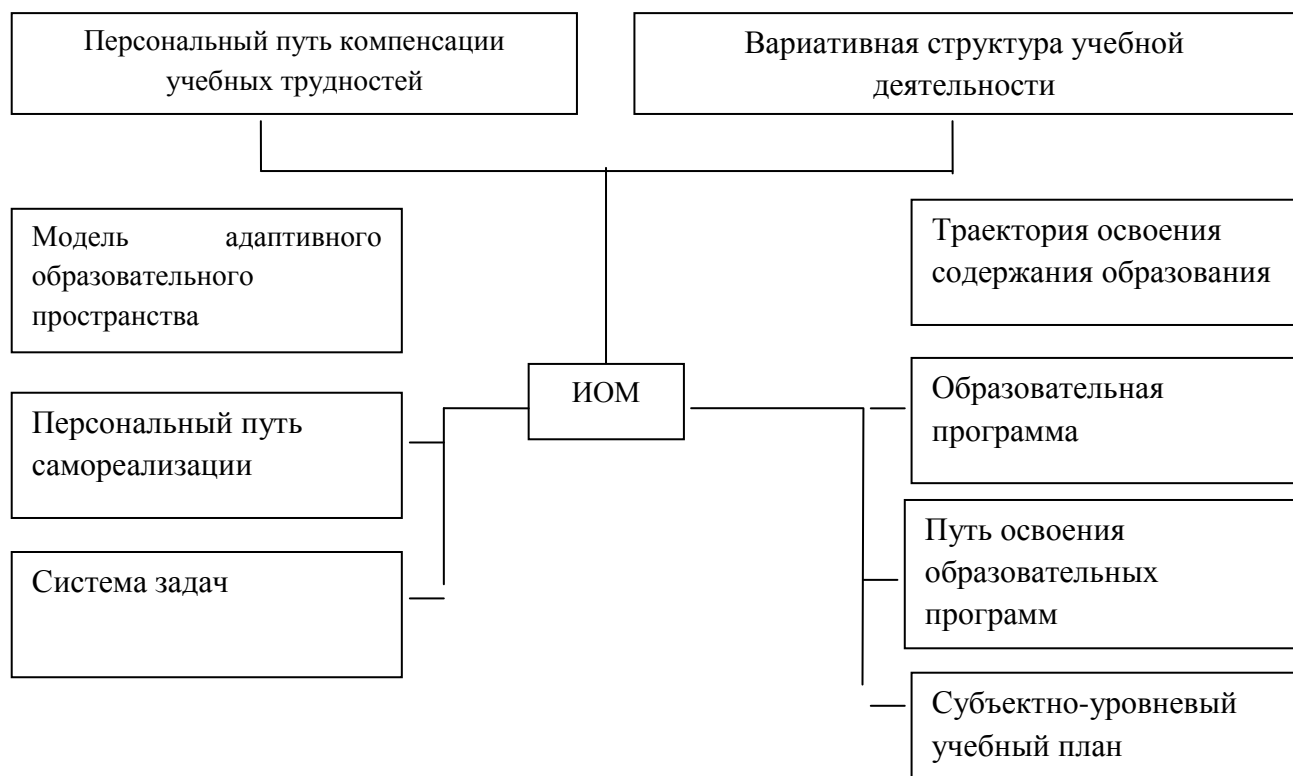 Персональный путь компенсации
учебных трудностей
Вариативная структура учебной
деятельности
Модель адаптивного
образовательного
пространства
Траектория освоения
содержания образования
ИОМ
Персональный путь
самореализации
Образовательная
программа
Система задач
Путь освоения
образовательных
программ
Субъектно-уровневый
учебный план